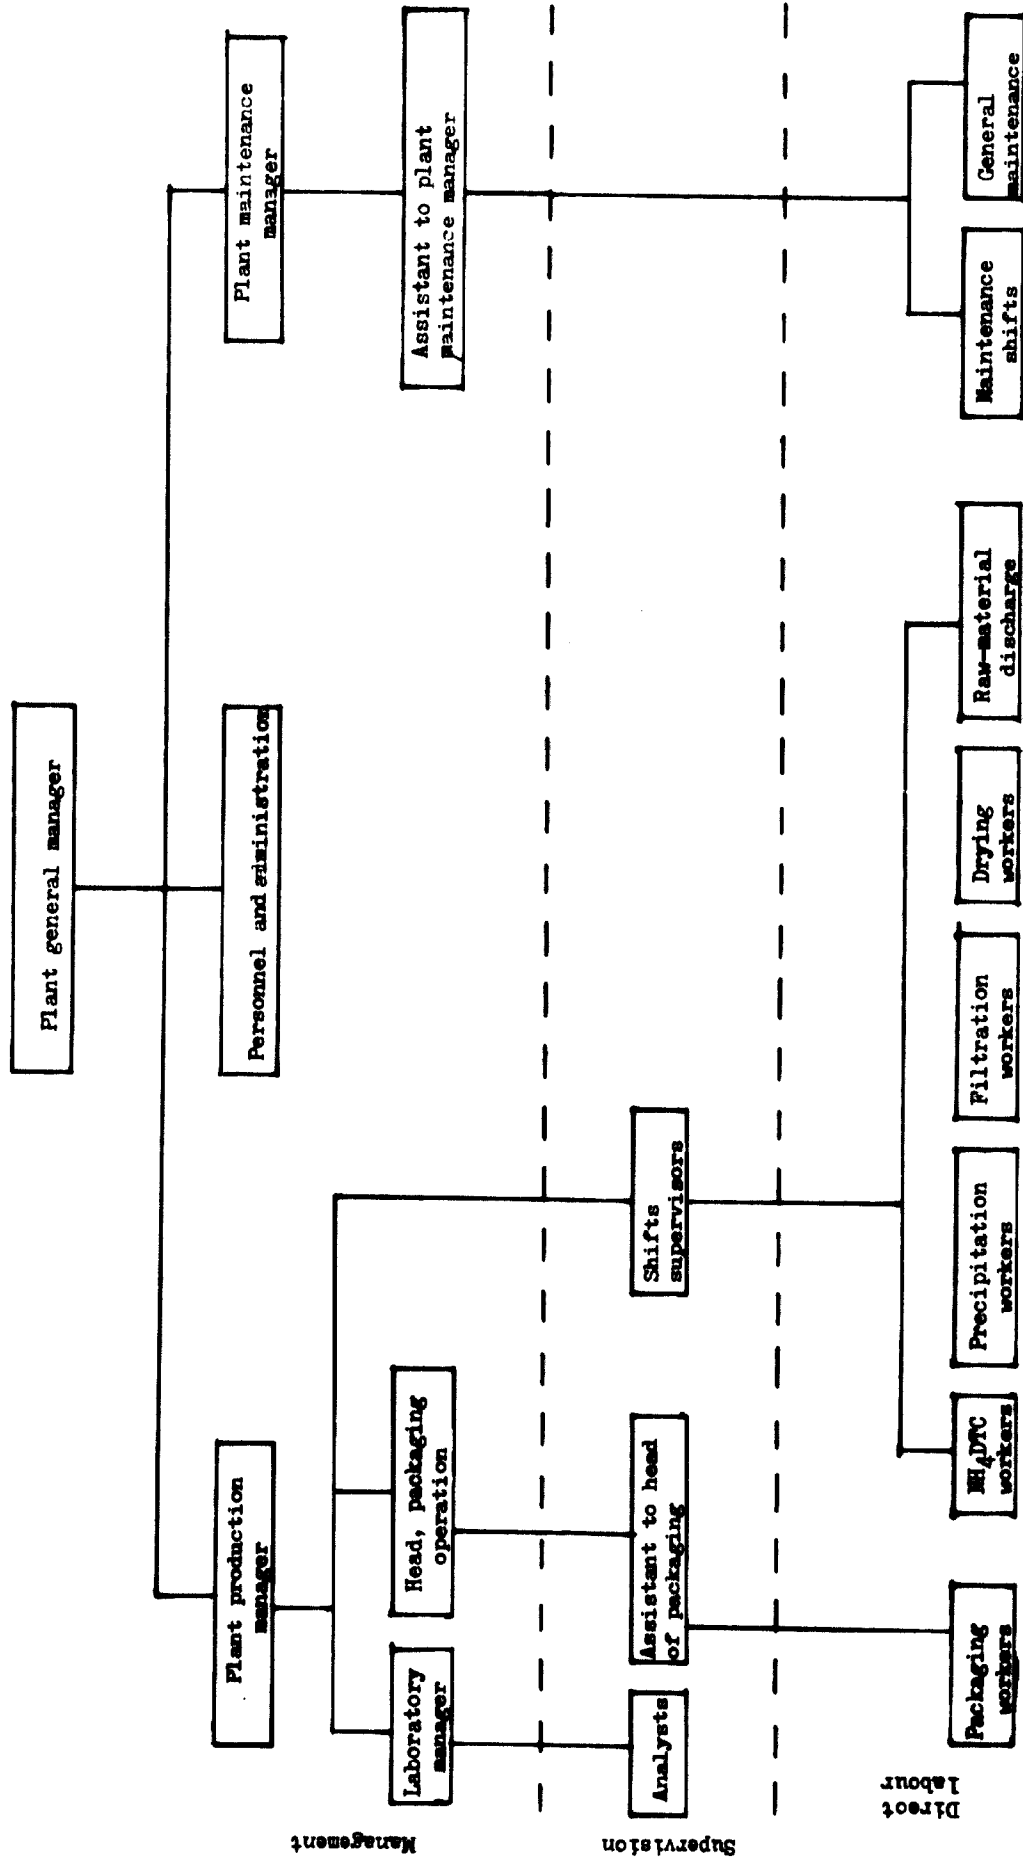 Plant general manager
Plant production
manager
Personnel and administration
Plant maintenance
manager
Management
Laboratory
manager
Head, packaging
operation
Assistant to plant
maintenance manager
Supervision
Analysts
Assistant to head
of packaging
Shifts
supervisors
Direct
labour
Packaging
workers
NH4DTC
workers
Precipitation
workers
Filtration
workers
Drying
workers
Raw-material
discharge
Maintenance
shifts
General
maintenance